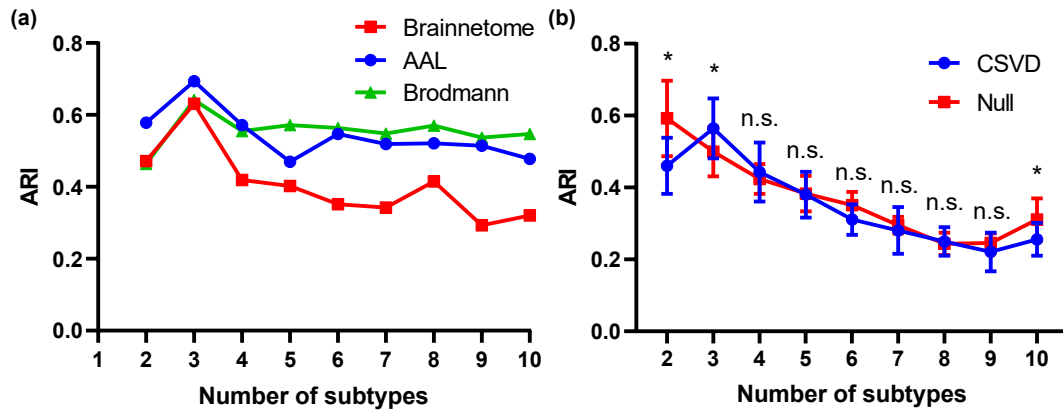 (a)
Brainnetome
AAL
Brodmann
ARI
0.8
0.6
0.4
0.2
0.0
1 2 3 4 5 6 7 8 9 10
Number of subtypes
(b)
CSVD
Null
ARI
0.8
0.6
0.4
0.2
0.0
* * n.s. n.s. n.s. n.s. n.s. n.s. *
2 3 4 5 6 7 8 9 10
Number of subtypes